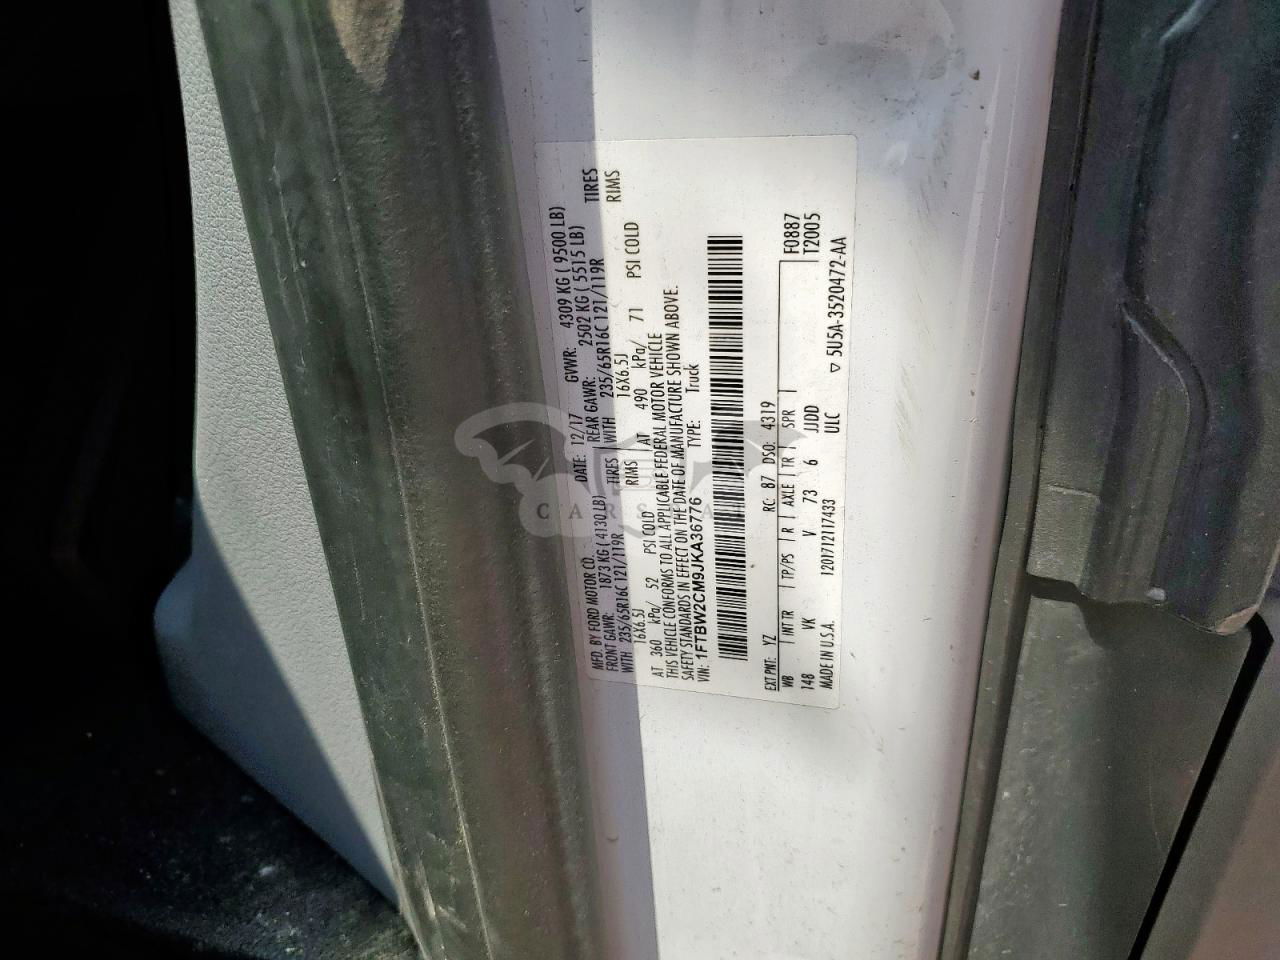 MFD. BY FORD MOTOR CO.
DATE: 12/17 GVWR: 4309 KG ( 9500 LB)
FRONT GAWR: 1873 KG ( 4130 LB) REAR GAWR: 2502 KG ( 5515 LB)
WITH 235/65R16C 121/119R TIRES WITH 235/65R16C 121/119R TIRES
16X6.5J RIMS 16X6.5J RIMS
AT 360 kPa/ 52 PSI COLD AT 490 kPa/ 71 PSI COLD
THIS VEHICLE CONFORMS TO ALL APPLICABLE FEDERAL MOTOR VEHICLE
SAFETY STANDARDS IN EFFECT ON THE DATE OF MANUFACTURE SHOWN ABOVE.
VIN: 1FTBW2CM9JKA36776 TYPE: Truck
EXT PNT: YZ RC: 87 DSO: 4319 F0887
WB INT TR TP/PS R AXLE TR SPR T2005
148 VK V 73 6 JJDD
MADE IN U.S.A. 1201712117433 ULC
▽ 5U5A-3520472-AA